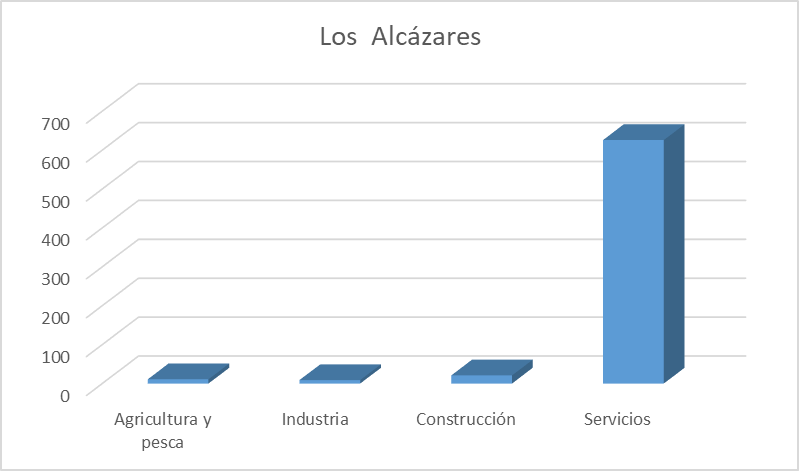 Los Alcázares
700
600
500
400
300
200
100
0
Agricultura y
pesca
Industria
Construcción
Servicios